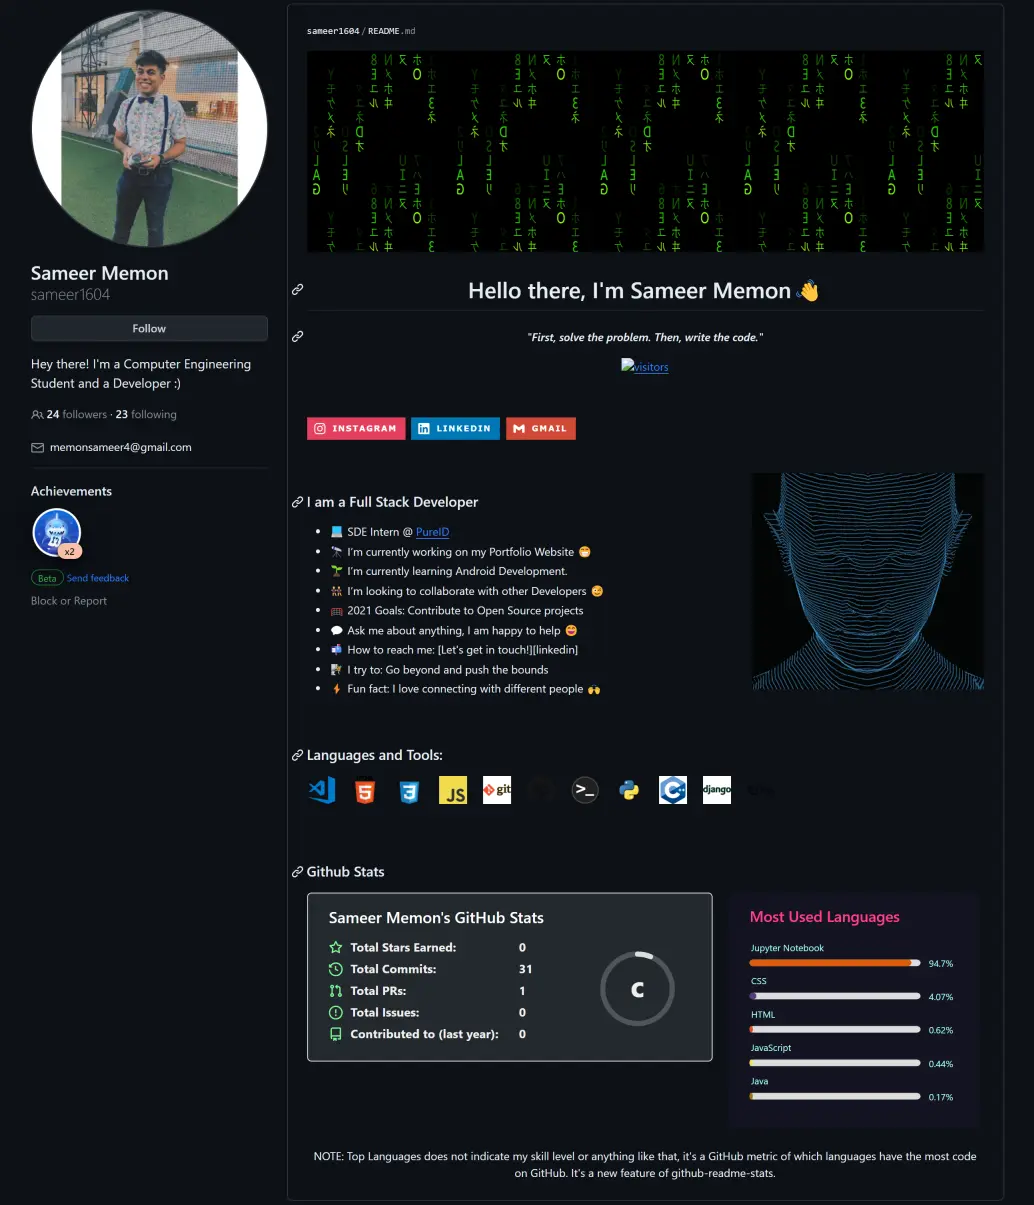 Sameer Memon
sameer1604
Follow
Hey there! I'm a Computer Engineering
Student and a Developer :)
24 followers · 23 following
memonsameer4@gmail.com
Achievements
x2
Beta Send feedback
Block or Report
sameer1604 / README.md
Hello there, I'm Sameer Memon 👋
"First, solve the problem. Then, write the code."
visitors
INSTAGRAM LINKEDIN GMAIL
I am a Full Stack Developer
SDE Intern @ PureID
I'm currently working on my Portfolio Website 😁
I'm currently learning Android Development.
I'm looking to collaborate with other Developers
2021 Goals: Contribute to Open Source projects
Ask me about anything, I am happy to help
How to reach me: [Let's get in touch!][linkedin]
I try to: Go beyond and push the bounds
Fun fact: I love connecting with different people 🙌
Languages and Tools:
JS git >_ C++ django
Github Stats
Sameer Memon's GitHub Stats
Total Stars Earned: 0
Total Commits: 31
Total PRs: 1
Total Issues: 0
Contributed to (last year): 0
C
Most Used Languages
Jupyter Notebook
94.7%
CSS
4.07%
HTML
0.62%
JavaScript
0.44%
Java
0.17%
NOTE: Top Languages does not indicate my skill level or anything like that, it's a GitHub metric of which languages have the most code
on GitHub. It's a new feature of github-readme-stats.